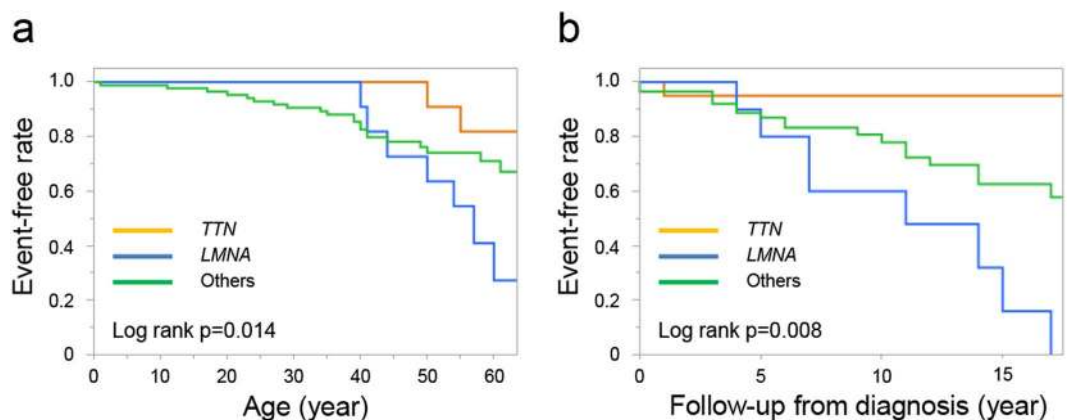 a
Event-free rate
1.0
0.8
0.6
0.4
0.2
0
TTN
LMNA
Others
Log rank p=0.014
0 10 20 30 40 50 60
Age (year)
b
Event-free rate
1.0
0.8
0.6
0.4
0.2
0
TTN
LMNA
Others
Log rank p=0.008
0 5 10 15
Follow-up from diagnosis (year)